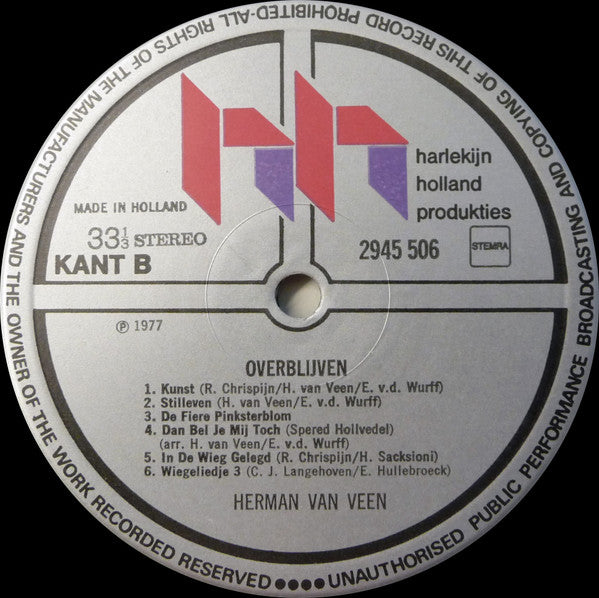 UNAUTHORISED PUBLIC PERFORMANCE BROADCASTING AND COPYING OF THIS RECORD PROHIBITED-ALL RIGHTS OF THE MANUFACTURERS AND THE OWNER OF THE WORK RECORDED RESERVED
hh
harlekijn
holland
produkties
MADE IN HOLLAND
33⅓ STEREO
KANT B
2945 506
STEMRA
℗ 1977
OVERBLIJVEN
1. Kunst (R. Chrispijn/H. van Veen/E. v.d. Wurff)
2. Stilleven (H. van Veen/E. v.d. Wurff)
3. De Fiere Pinksterblom
4. Dan Bel Je Mij Toch (Spered Hollvedel)
(arr. H. van Veen/E. v.d. Wurff)
5. In De Wieg Gelegd (R. Chrispijn/H. Sacksioni)
6. Wiegeliedje 3 (C. J. Langehoven/E. Hullebroeck)
HERMAN VAN VEEN